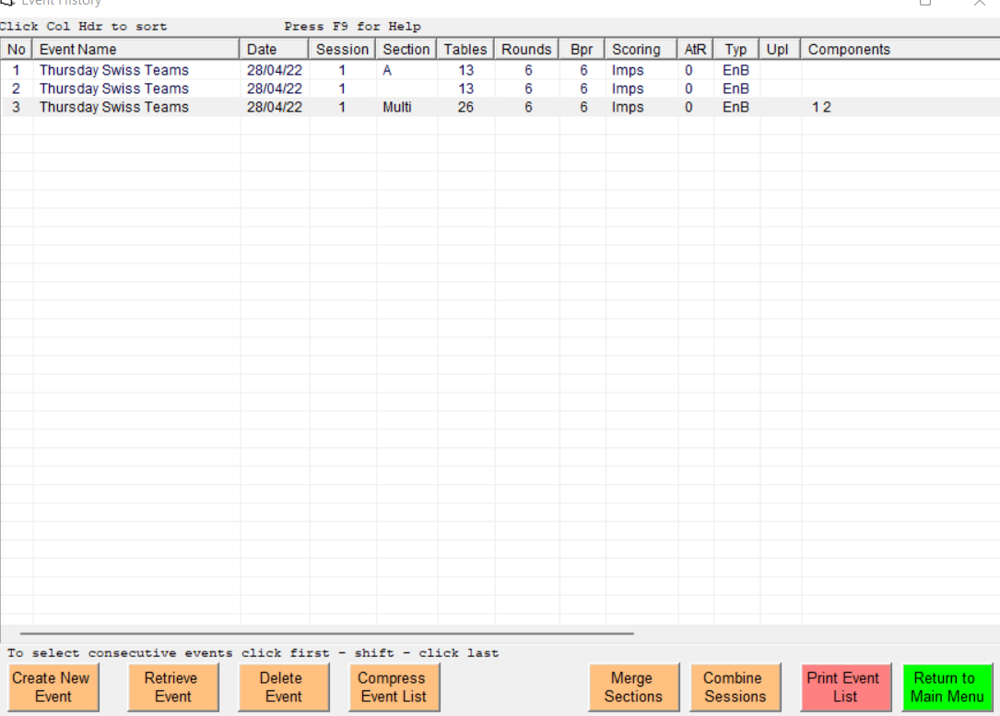 Event History
Click Col Hdr to sort Press F9 for Help
No Event Name Date Session Section Tables Rounds Bpr Scoring AtR Typ Upl Components
1 Thursday Swiss Teams 28/04/22 1 A 13 6 6 Imps 0 EnB
2 Thursday Swiss Teams 28/04/22 1 13 6 6 Imps 0 EnB
3 Thursday Swiss Teams 28/04/22 1 Multi 26 6 6 Imps 0 EnB 1 2
To select consecutive events click first - shift - click last
Create New Event
Retrieve Event
Delete Event
Compress Event List
Merge Sections
Combine Sessions
Print Event List
Return to Main Menu